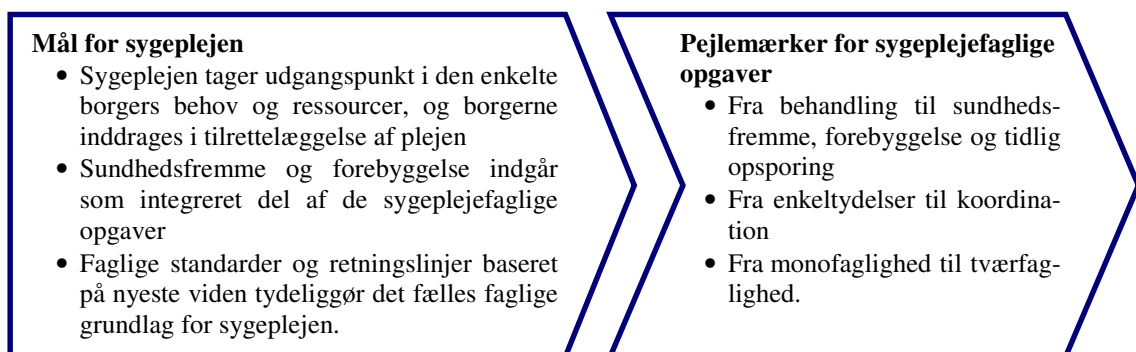 Mål for sygeplejen
• Sygeplejen tager udgangspunkt i den enkelte
borgers behov og ressourcer, og borgerne
inddrages i tilrettelæggelse af plejen
• Sundhedsfremme og forebyggelse indgår
som integreret del af de sygeplejefaglige
opgaver
• Faglige standarder og retningslinjer baseret
på nyeste viden tydeliggør det fælles faglige
grundlag for sygeplejen.
Pejlemærker for sygeplejefaglige
opgaver
• Fra behandling til sundheds-
fremme, forebyggelse og tidlig
opsporing
• Fra enkeltydelser til koordina-
tion
• Fra monofaglighed til tværfag-
lighed.